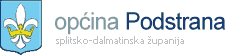 općina Podstrana
splitsko-dalmatinska županija